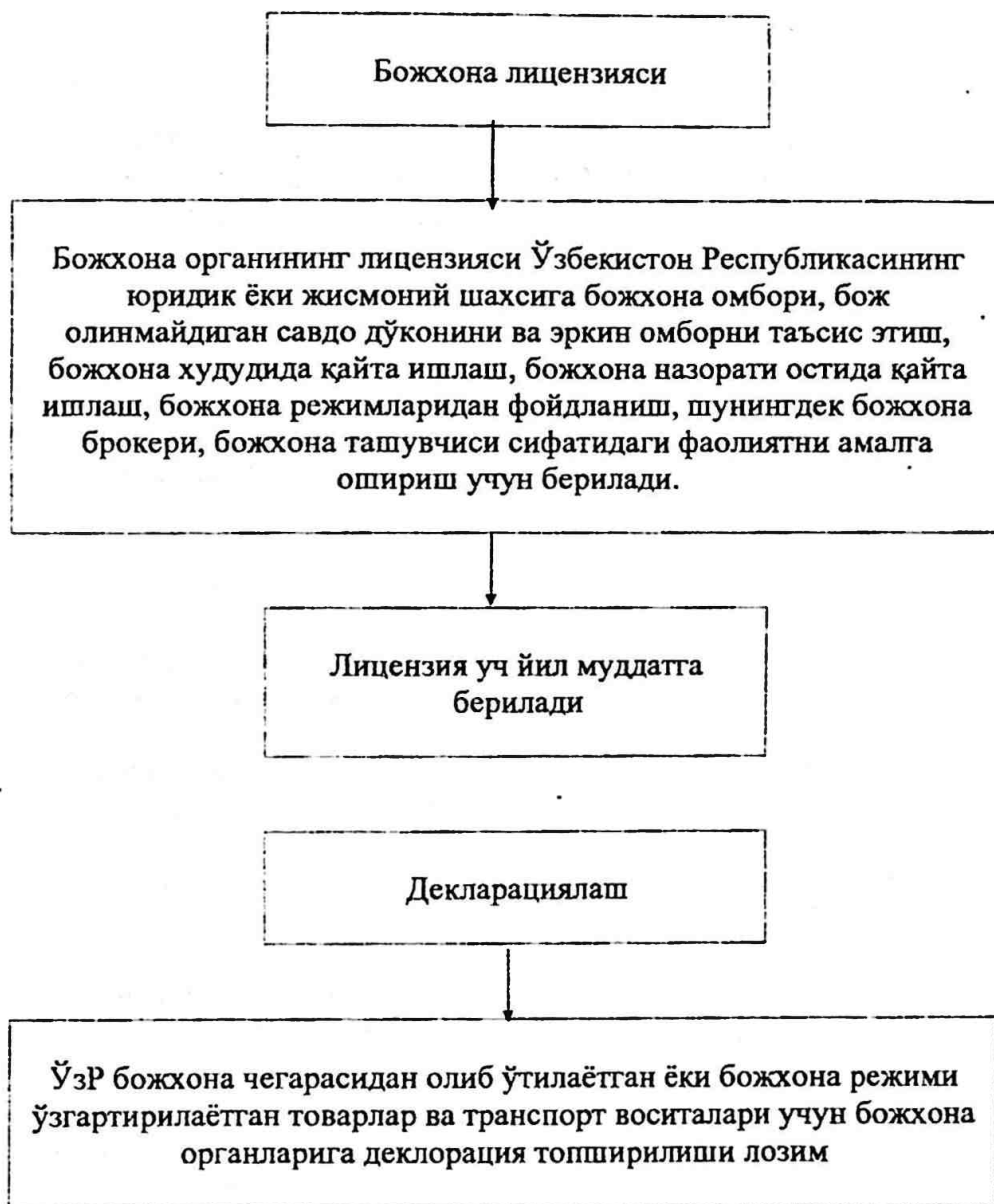 Божхона лицензияси
Божхона органининг лицензияси Ўзбекистон Республикасининг
юридик ёки жисмоний шахсига божхона омбори, бож
олинмайдиган савдо дўконини ва эркин омборни таъсис этиш,
божхона худудида қайта ишлаш, божхона назорати остида қайта
ишлаш, божхона режимларидан фойдаланиш, шунингдек божхона
брокери, божхона ташувчиси сифатидаги фаолиятни амалга
ошириш учун берилади.
Лицензия уч йил муддатга
берилади
Декларациялаш
ЎзР божхона чегарасидан олиб ўтилаётган ёки божхона режими
ўзгартирилаётган товарлар ва транспорт воситалари учун божхона
органларига деклорация топширилиши лозим